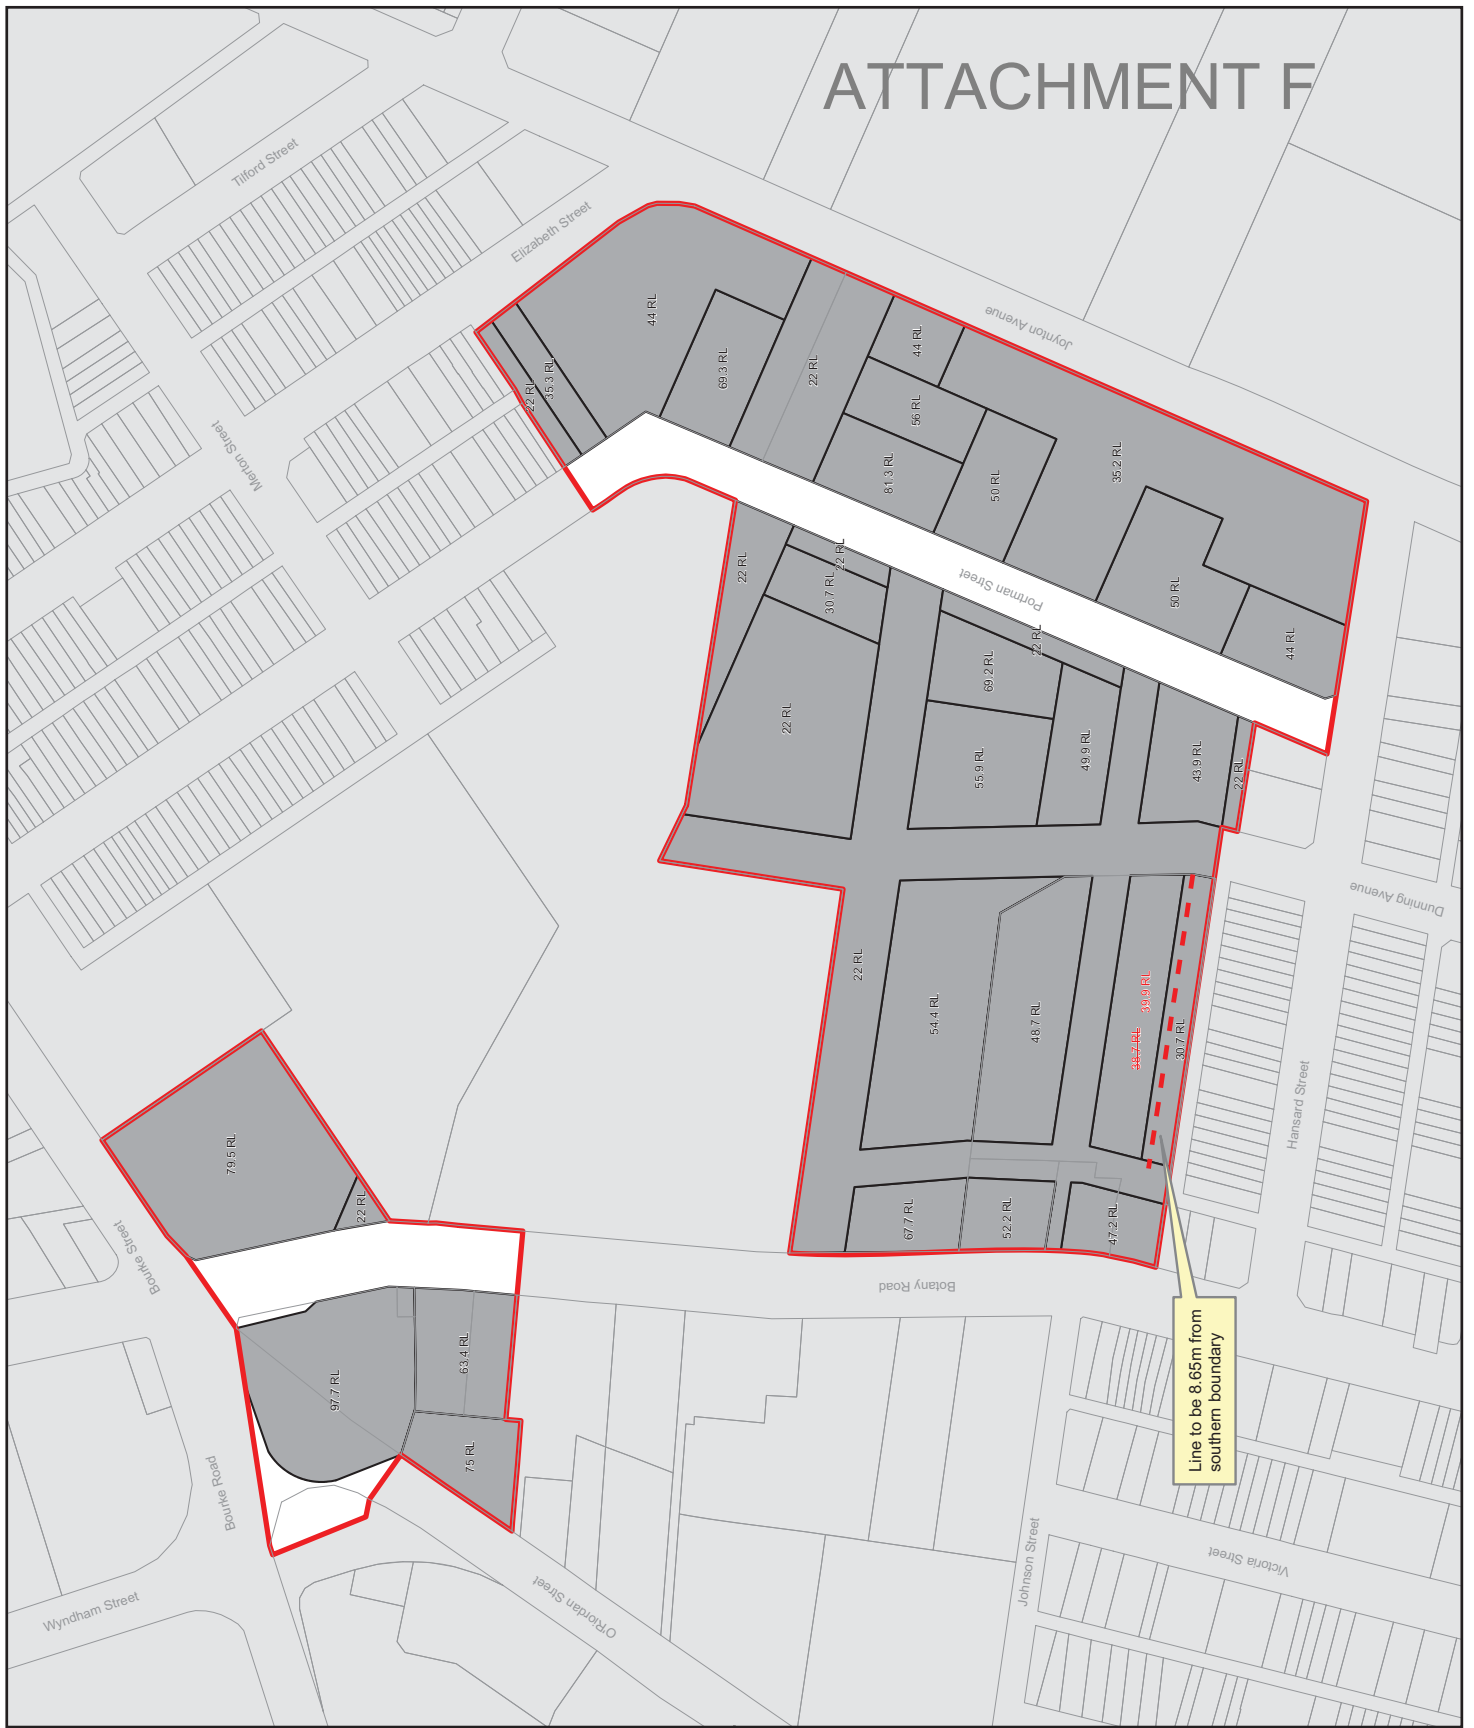 ATTACHMENT F
Tilford Street
Elizabeth Street
Joynton Avenue
Merton Street
44 RL
69.3 RL
22 RL
44 RL
35.3 RL
22 RL
56 RL
81.3 RL
50 RL
35.2 RL
22 RL
22 RL
30.7 RL
Portman Street
50 RL
44 RL
22 RL
69.2 RL
22 RL
55.9 RL
49.9 RL
43.9 RL
22 RL
Dunning Avenue
22 RL
54.4 RL
48.7 RL
39.9 RL
38.7 RL
30.7 RL
Hansard Street
79.5 RL
22 RL
67.7 RL
52.2 RL
47.2 RL
Bourke Street
Botany Road
97.7 RL
63.4 RL
75 RL
Line to be 8.65m from
southern boundary
Bourke Road
Wyndham Street
O'Riordan Street
Johnson Street
Victoria Street